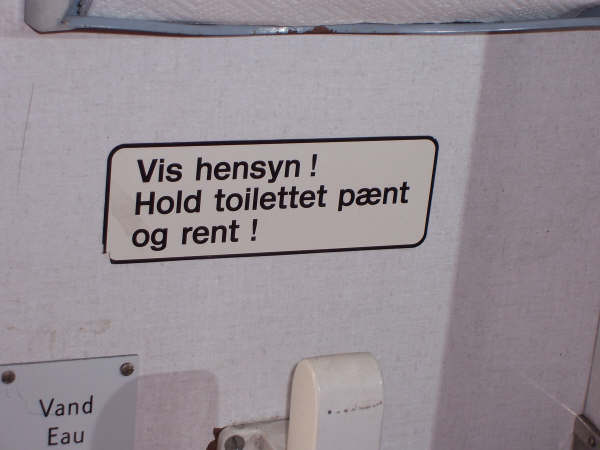 Vis hensyn !
Hold toilettet pænt
og rent !
Vand
Eau